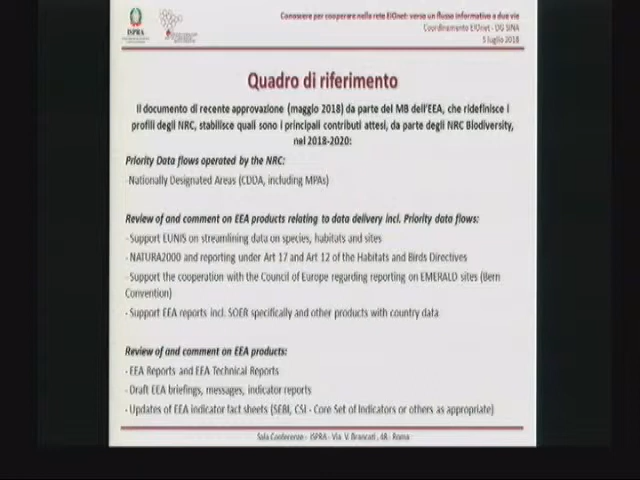 Conoscere per cooperare nella rete EIOnet: verso un flusso informativo a due vie
Coordinamento EIOnet - DG SINA
5 luglio 2018
ISPRA
Quadro di riferimento
Il documento di recente approvazione (maggio 2018) da parte del MB dell'EEA, che ridefinisce i
profili degli NRC, stabilisce quali sono i principali contributi attesi, da parte degli NRC Biodiversity,
nel 2018-2020:
Priority Data flows operated by the NRC:
- Nationally Designated Areas (CDDA, including MPAs)
Review of and comment on EEA products relating to data delivery incl. Priority data flows:
- Support EUNIS on streamlining data on species, habitats and sites
- NATURA2000 and reporting under Art 17 and Art 12 of the Habitats and Birds Directives
- Support the cooperation with the Council of Europe regarding reporting on EMERALD sites (Bern
Convention)
- Support EEA reports incl. SOER specifically and other products with country data
Review of and comment on EEA products:
- EEA Reports and EEA Technical Reports
- Draft EEA briefings, messages, indicator reports
- Updates of EEA indicator fact sheets (SEBI, CSI - Core Set of Indicators or others as appropriate)
Sala Conferenze - ISPRA - Via V. Brancati, 48 - Roma